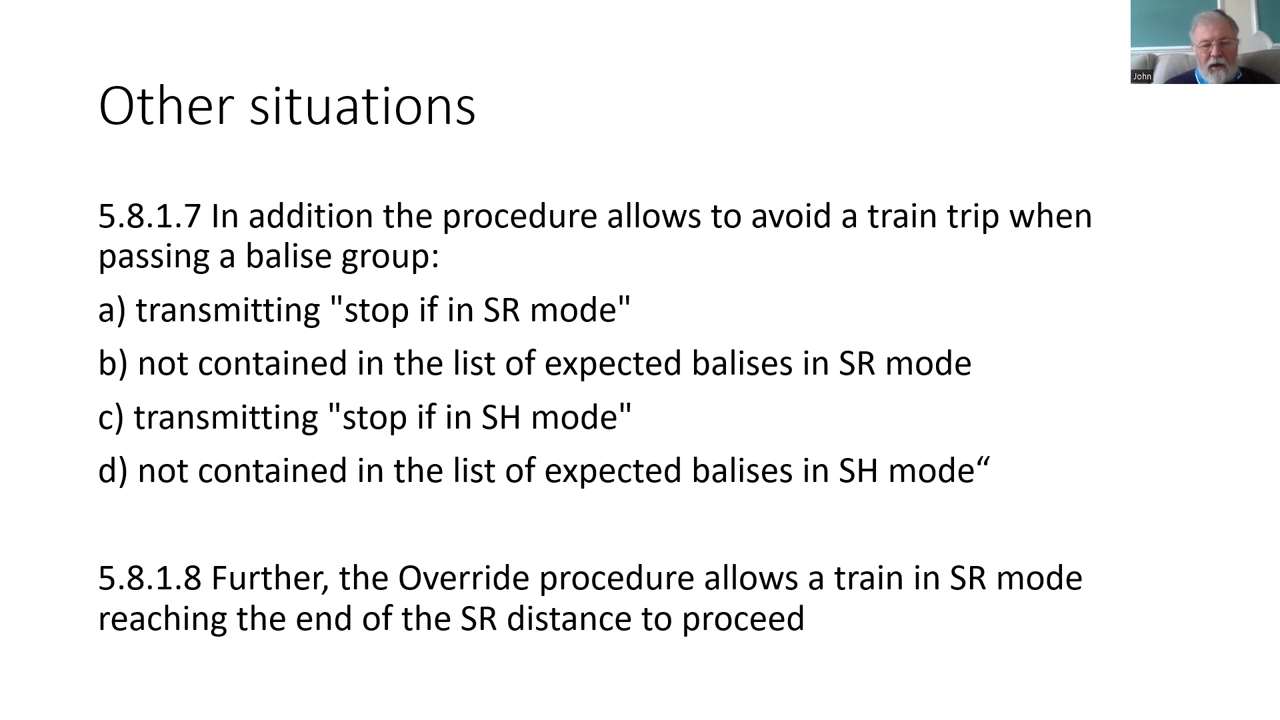 John
Other situations
5.8.1.7 In addition the procedure allows to avoid a train trip when
passing a balise group:
a) transmitting "stop if in SR mode"
b) not contained in the list of expected balises in SR mode
c) transmitting "stop if in SH mode"
d) not contained in the list of expected balises in SH mode“
5.8.1.8 Further, the Override procedure allows a train in SR mode
reaching the end of the SR distance to proceed